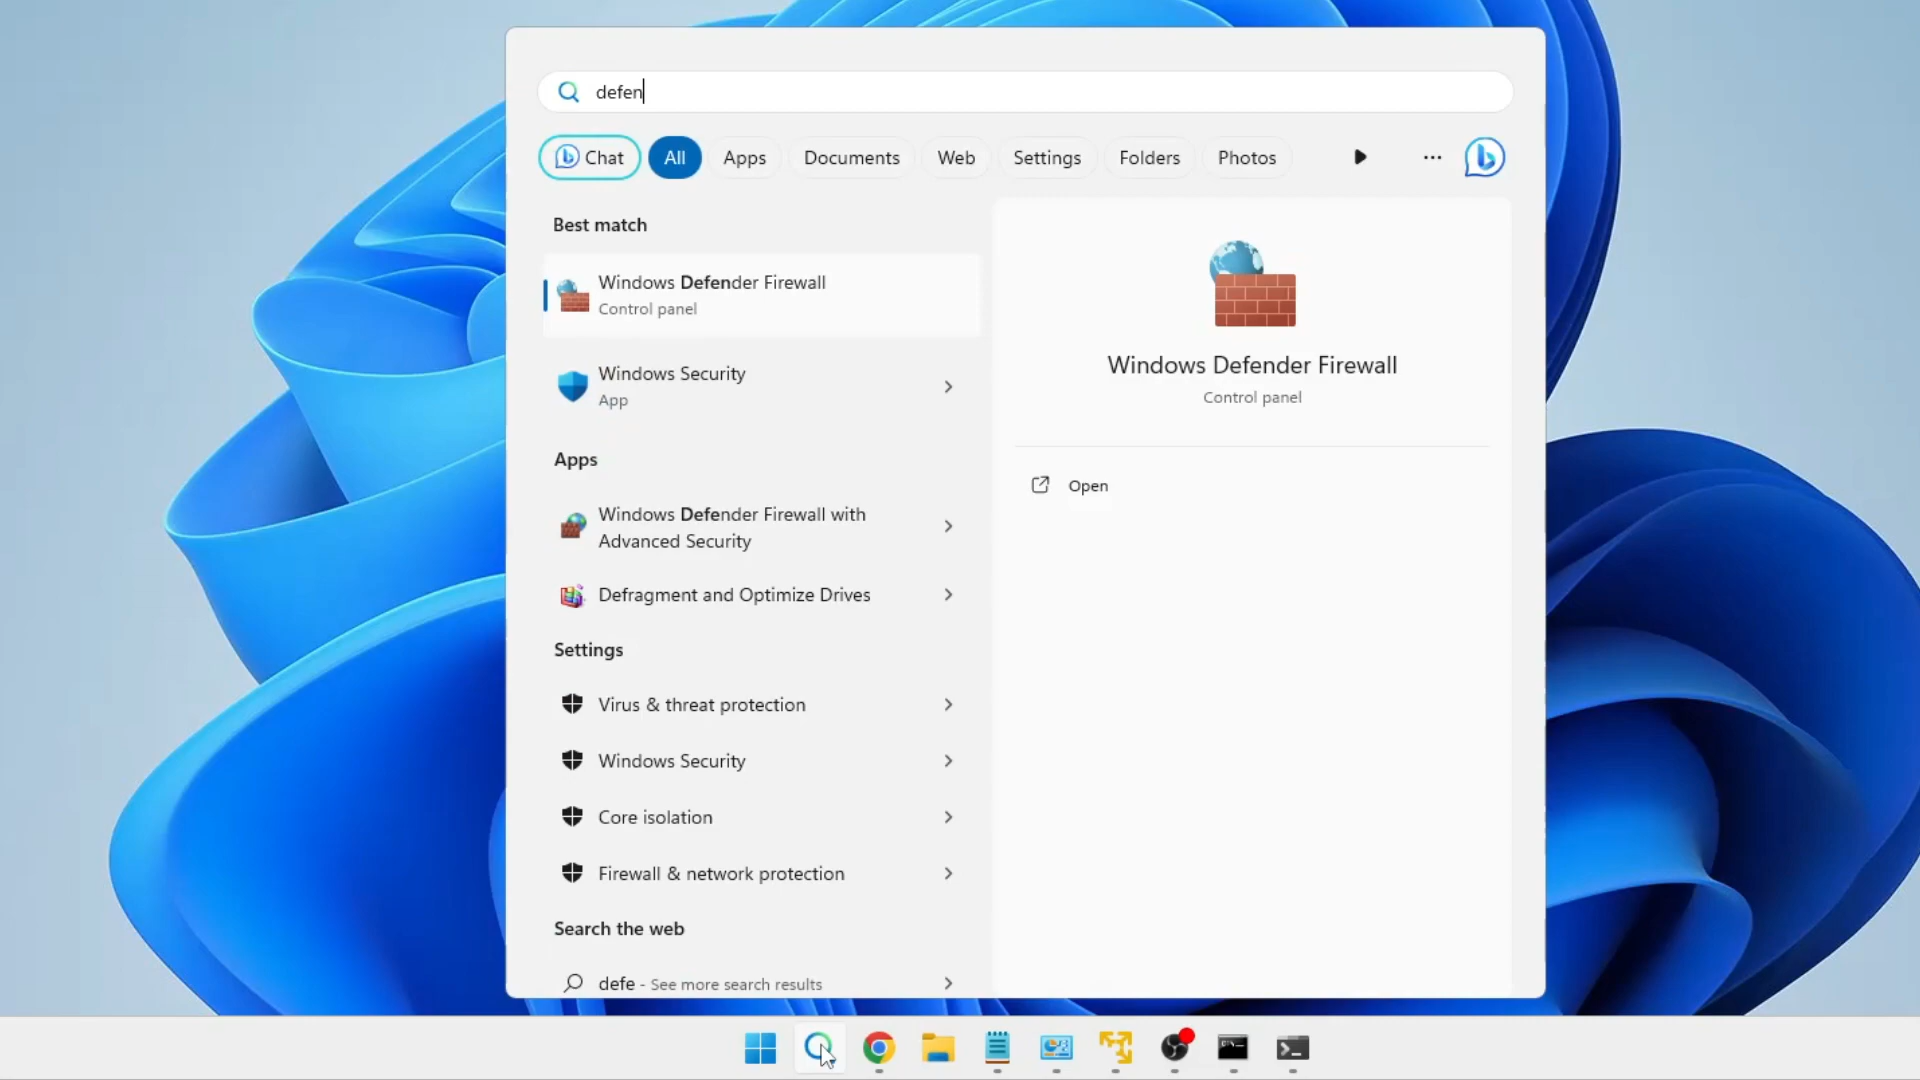 defen
Chat
All
Apps
Documents
Web
Settings
Folders
Photos
Best match
Windows Defender Firewall
Control panel
Windows Security
App
Apps
Windows Defender Firewall with
Advanced Security
Defragment and Optimize Drives
Settings
Virus & threat protection
Windows Security
Core isolation
Firewall & network protection
Search the web
defe - See more search results
Windows Defender Firewall
Control panel
Open